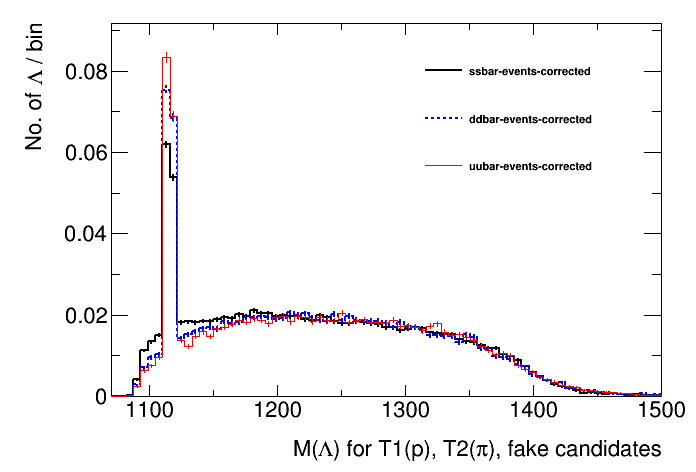 No. of Λ / bin
0.08
0.06
0.04
0.02
0
ssbar-events-corrected
ddbar-events-corrected
uubar-events-corrected
1100 1200 1300 1400 1500
M(Λ) for T1(p), T2(π), fake candidates